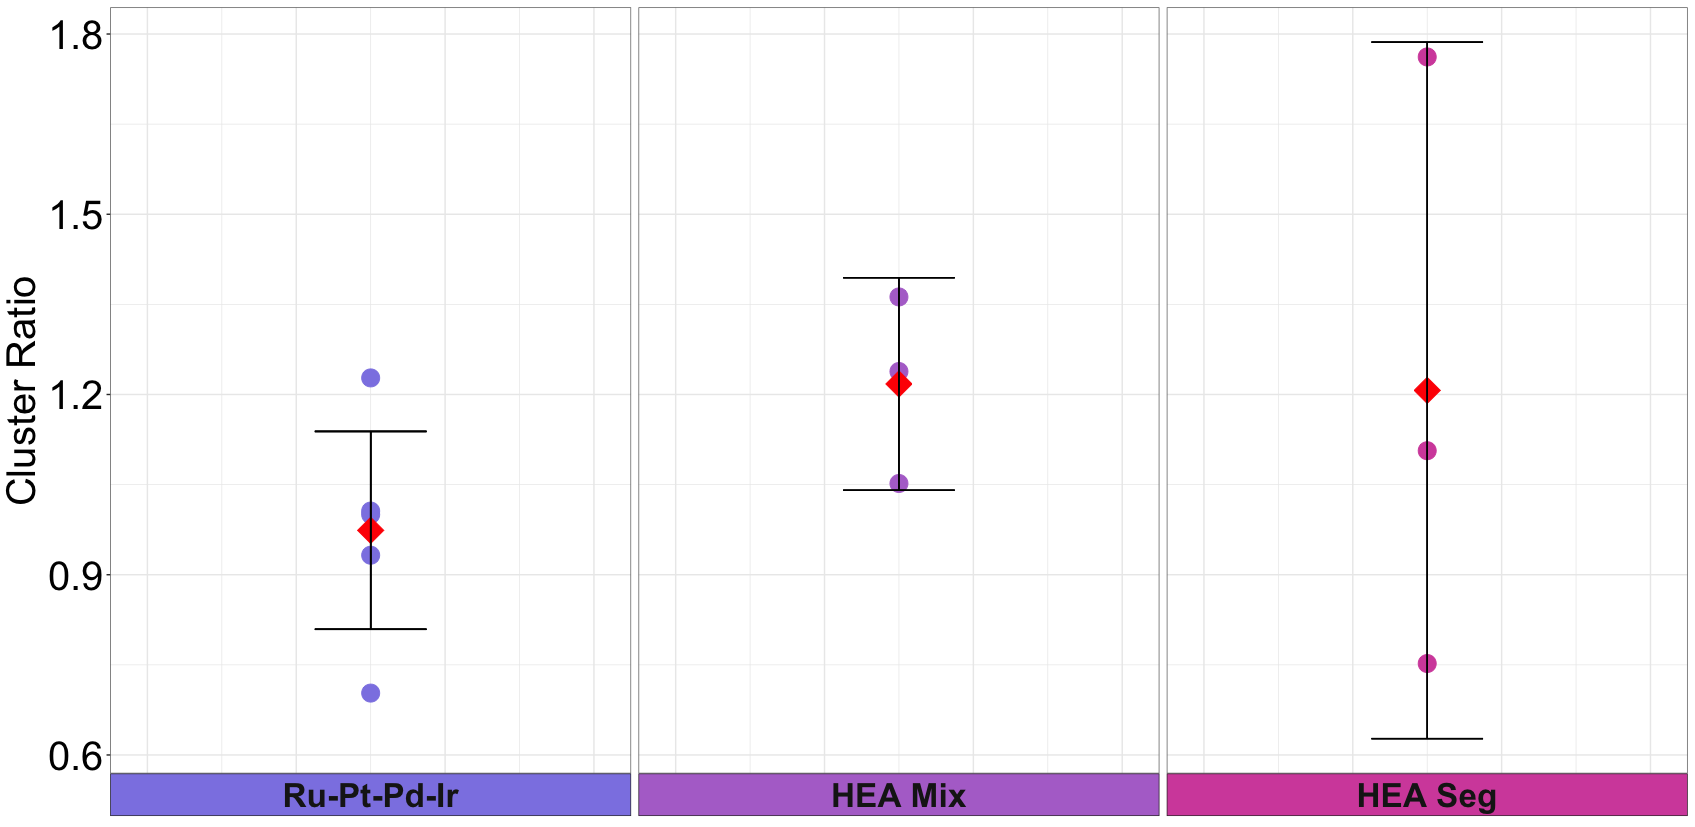 Cluster Ratio
1.8
1.5
1.2
0.9
0.6
Ru-Pt-Pd-Ir
HEA Mix
HEA Seg